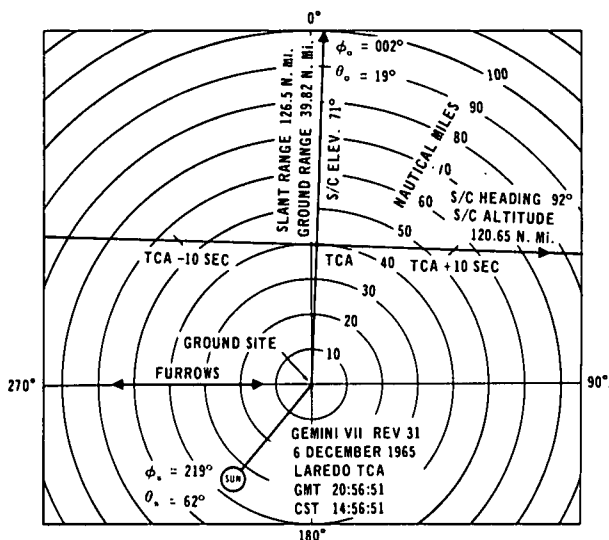 0°
SLANT RANGE 126.5 N. Mi.
GROUND RANGE 39.82 N. Mi.
S/C ELEV. 71°
ϕₒ = 002°
θₒ = 19°
NAUTICAL MILES
100
90
80
70
60
50
40
30
20
10
S/C HEADING 92°
S/C ALTITUDE
120.65 N. Mi.
TCA -10 SEC
TCA
TCA +10 SEC
GROUND SITE
FURROWS
270°
90°
GEMINI VII REV 31
6 DECEMBER 1965
LAREDO TCA
GMT 20:56:51
CST 14:56:51
SUN
ϕₛ = 219°
θₛ = 62°
180°